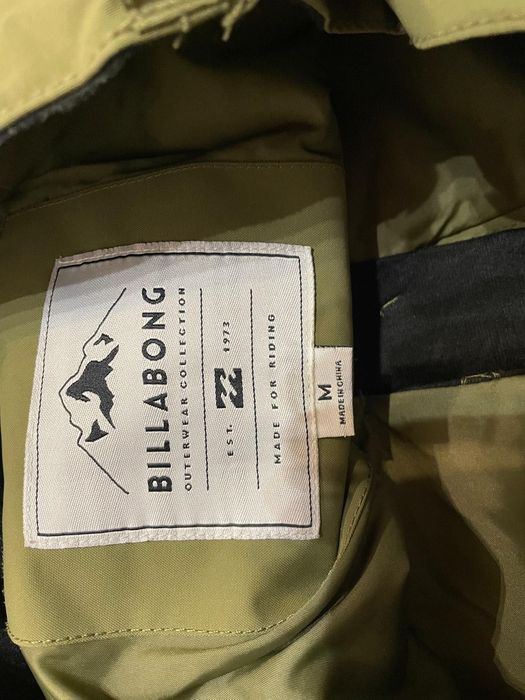 BILLABONG
OUTERWEAR COLLECTION
EST. 1973
MADE FOR RIDING
M
MADE IN CHINA